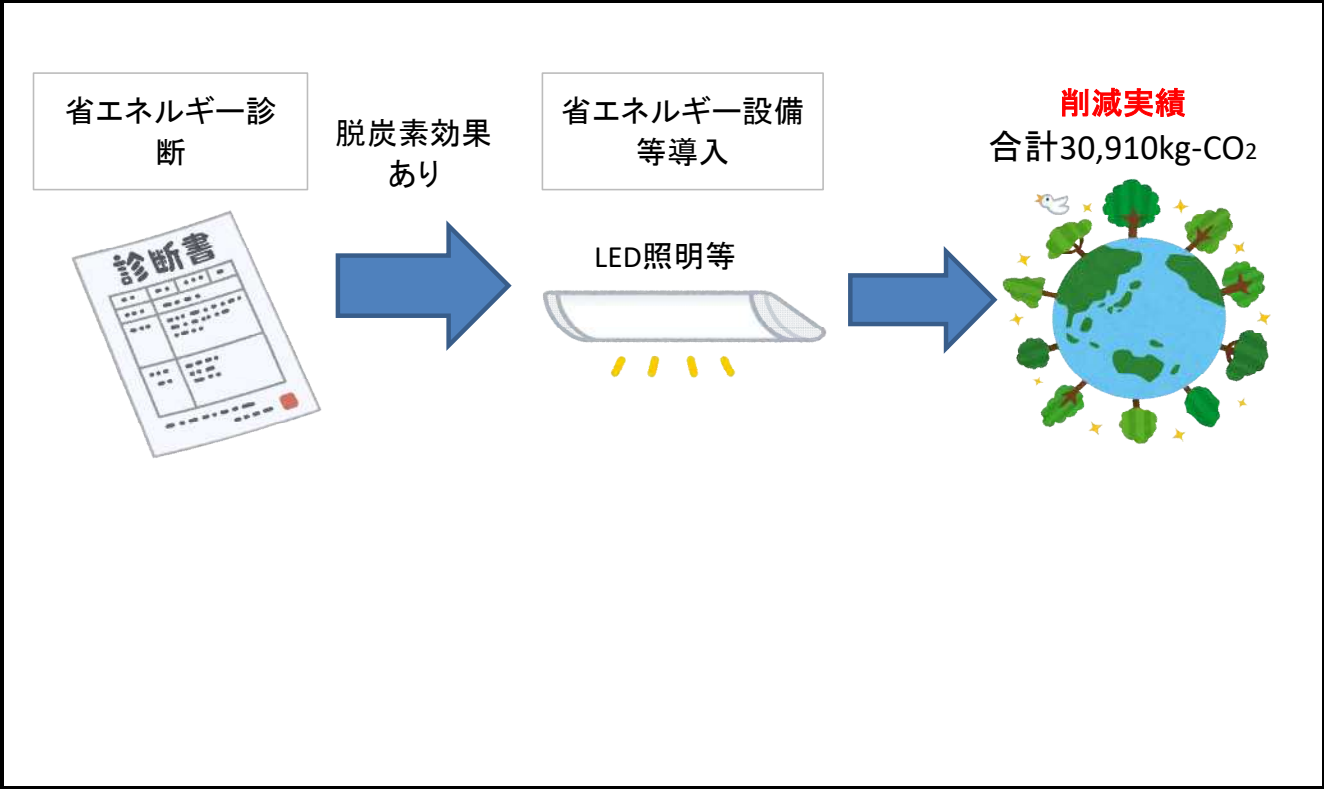 省エネルギー診
断
脱炭素効果
あり
省エネルギー設備
等導入
削減実績
合計30,910kg-CO2
診断書
LED照明等